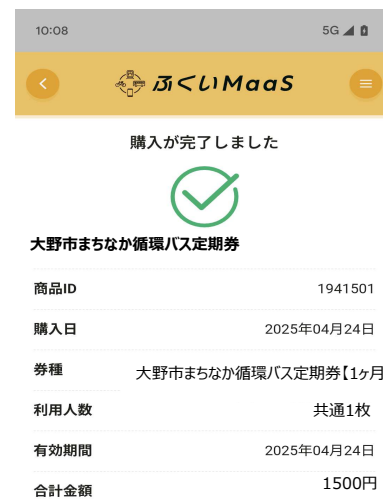 10:08 5G
ふくいMaaS
購入が完了しました
大野市まちなか循環バス定期券
商品ID 1941501
購入日 2025年04月24日
券種 大野市まちなか循環バス定期券【1ヶ月
利用人数 共通1枚
有効期間 2025年04月24日
合計金額 1500円